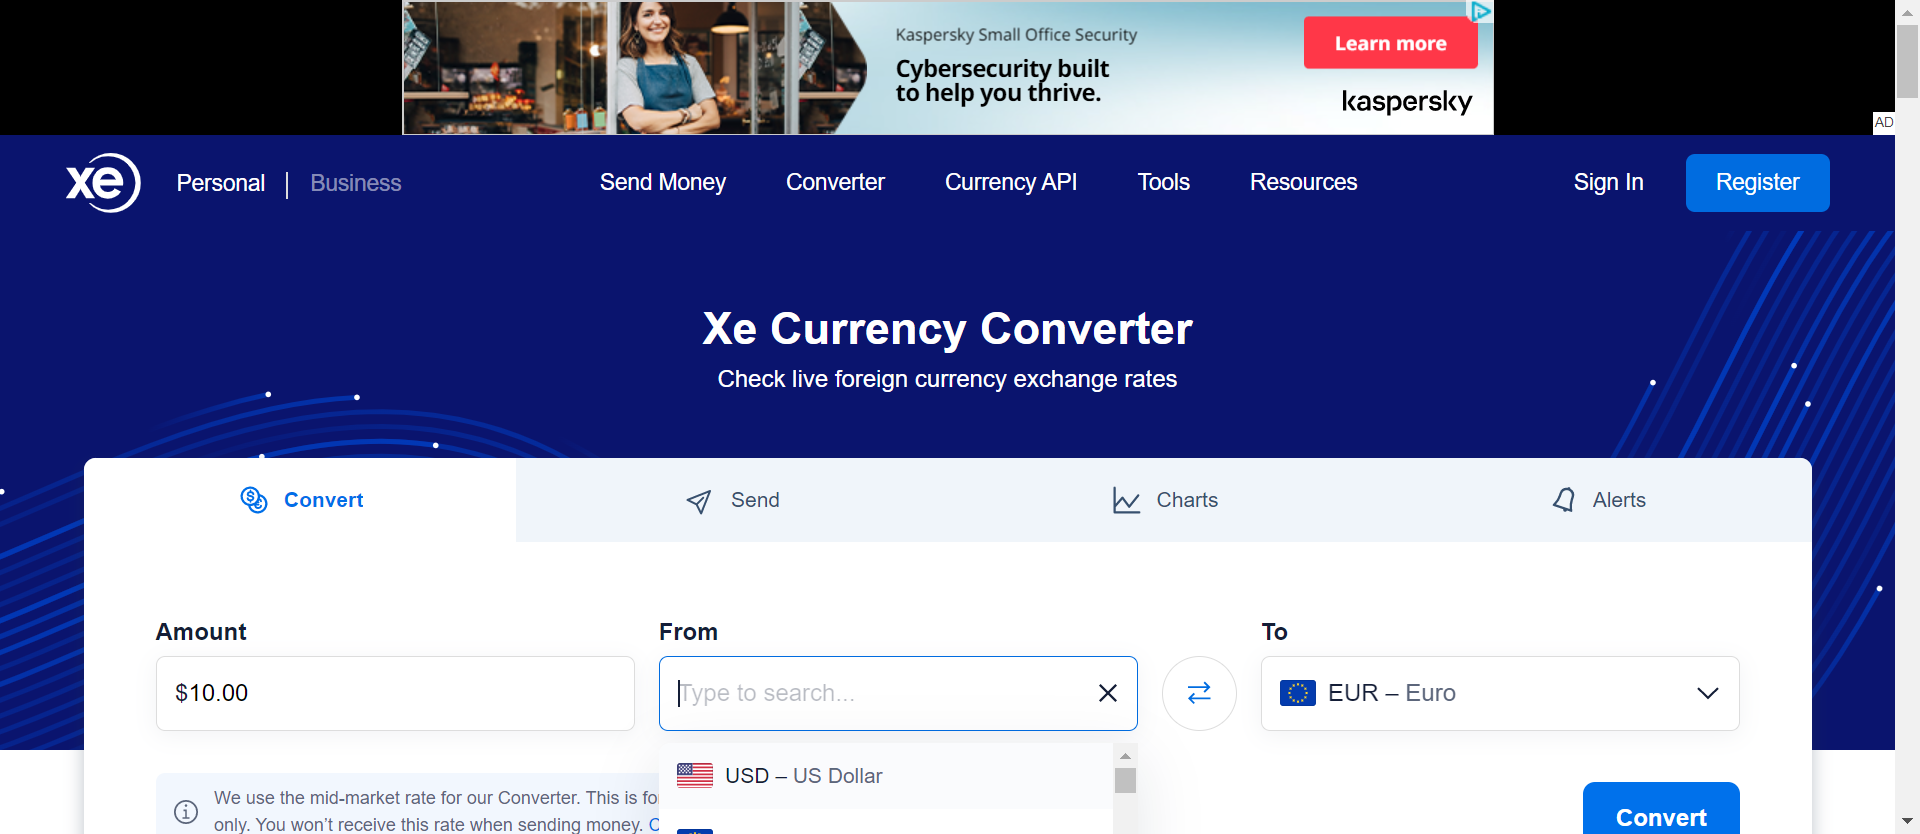 Kaspersky Small Office Security
Cybersecurity built
to help you thrive.
Learn more
kaspersky
AD
xe
Personal
Business
Send Money
Converter
Currency API
Tools
Resources
Sign In
Register
Xe Currency Converter
Check live foreign currency exchange rates
Convert
Send
Charts
Alerts
Amount
From
To
$10.00
Type to search...
EUR – Euro
USD – US Dollar
We use the mid-market rate for our Converter. This is fo
only. You won’t receive this rate when sending money. C
Convert